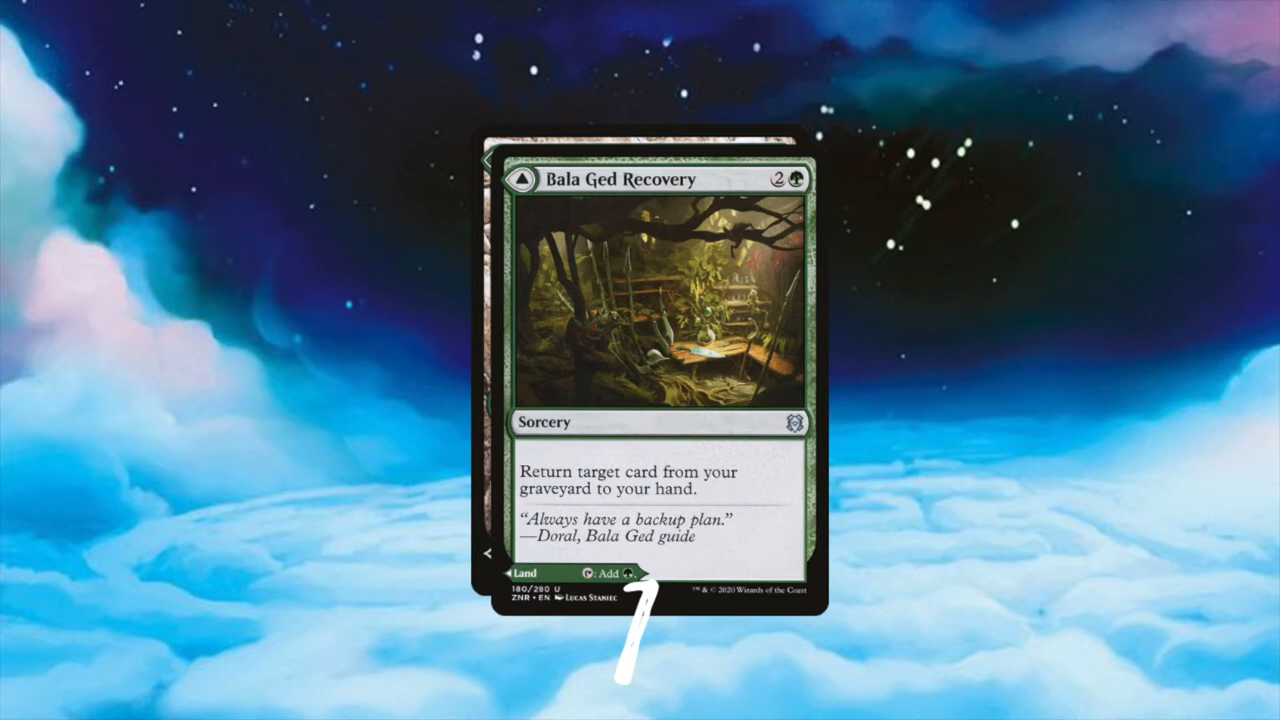 Bala Ged Recovery 2
Sorcery
Return target card from your
graveyard to your hand.
“Always have a backup plan.”
—Doral, Bala Ged guide
Land : Add .
180/280 U
ZNR • EN Lucas Staniec
™ & © 2020 Wizards of the Coast
7